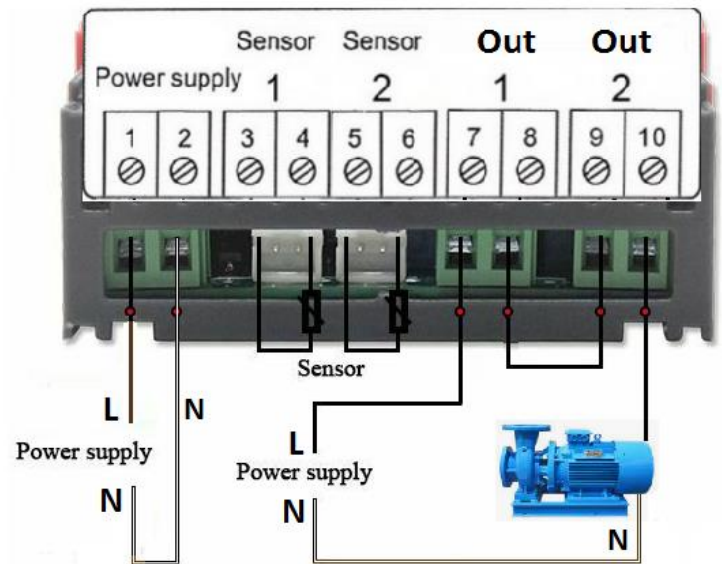 Sensor Sensor Out Out
Power supply 1 2 1 2
1 2 3 4 5 6 7 8 9 10
Sensor
L N
Power supply
N
L
Power supply
N
N